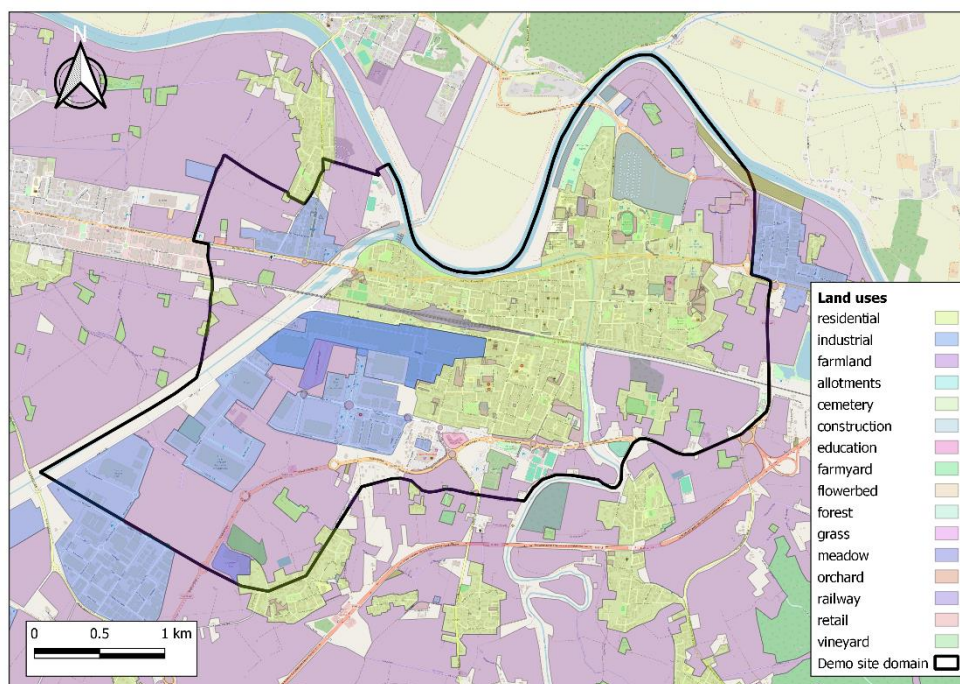 N
Land uses
residential
industrial
farmland
allotments
cemetery
construction
education
farmyard
flowerbed
forest
grass
meadow
orchard
railway
retail
vineyard
Demo site domain
0 0.5 1 km